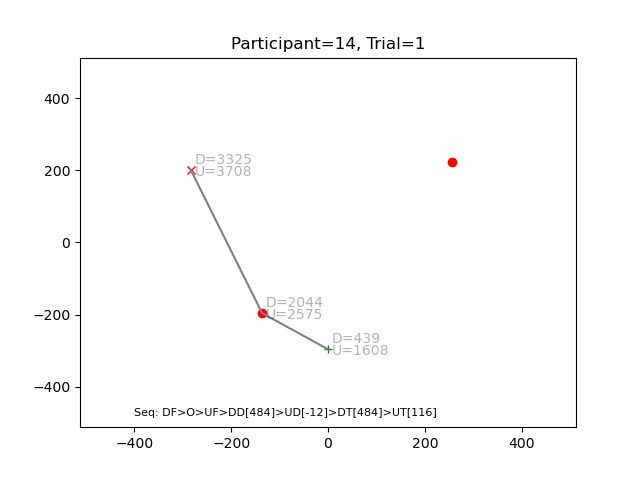 Participant=14, Trial=1
400
200
0
−200
−400
D=3325
U=3708
D=2044
U=2575
D=439
U=1608
Seq: DF>O>UF>DD[484]>UD[-12]>DT[484]>UT[116]
−400 −200 0 200 400